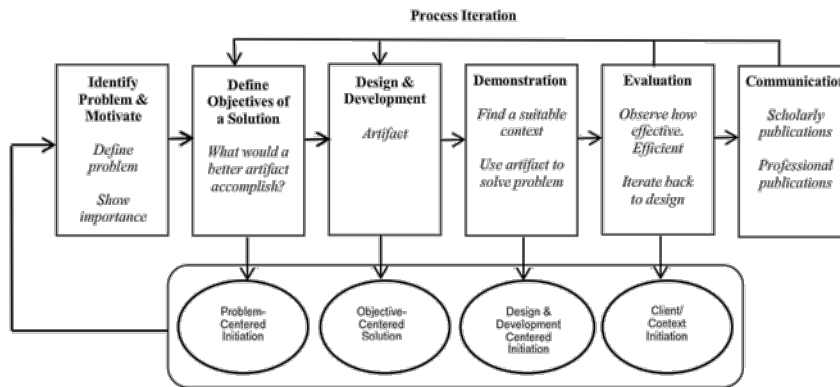 Process Iteration
Identify
Problem &
Motivate
Define
problem
Show
importance
Define
Objectives of
a Solution
What would a
better artifact
accomplish?
Design &
Development
Artifact
Demonstration
Find a suitable
context
Use artifact to
solve problem
Evaluation
Observe how
effective.
Efficient
Iterate back
to design
Communication
Scholarly
publications
Professional
publications
Problem-
Centered
Initiation
Objective-
Centered
Solution
Design &
Development
Centered
Initiation
Client/
Context
Initiation